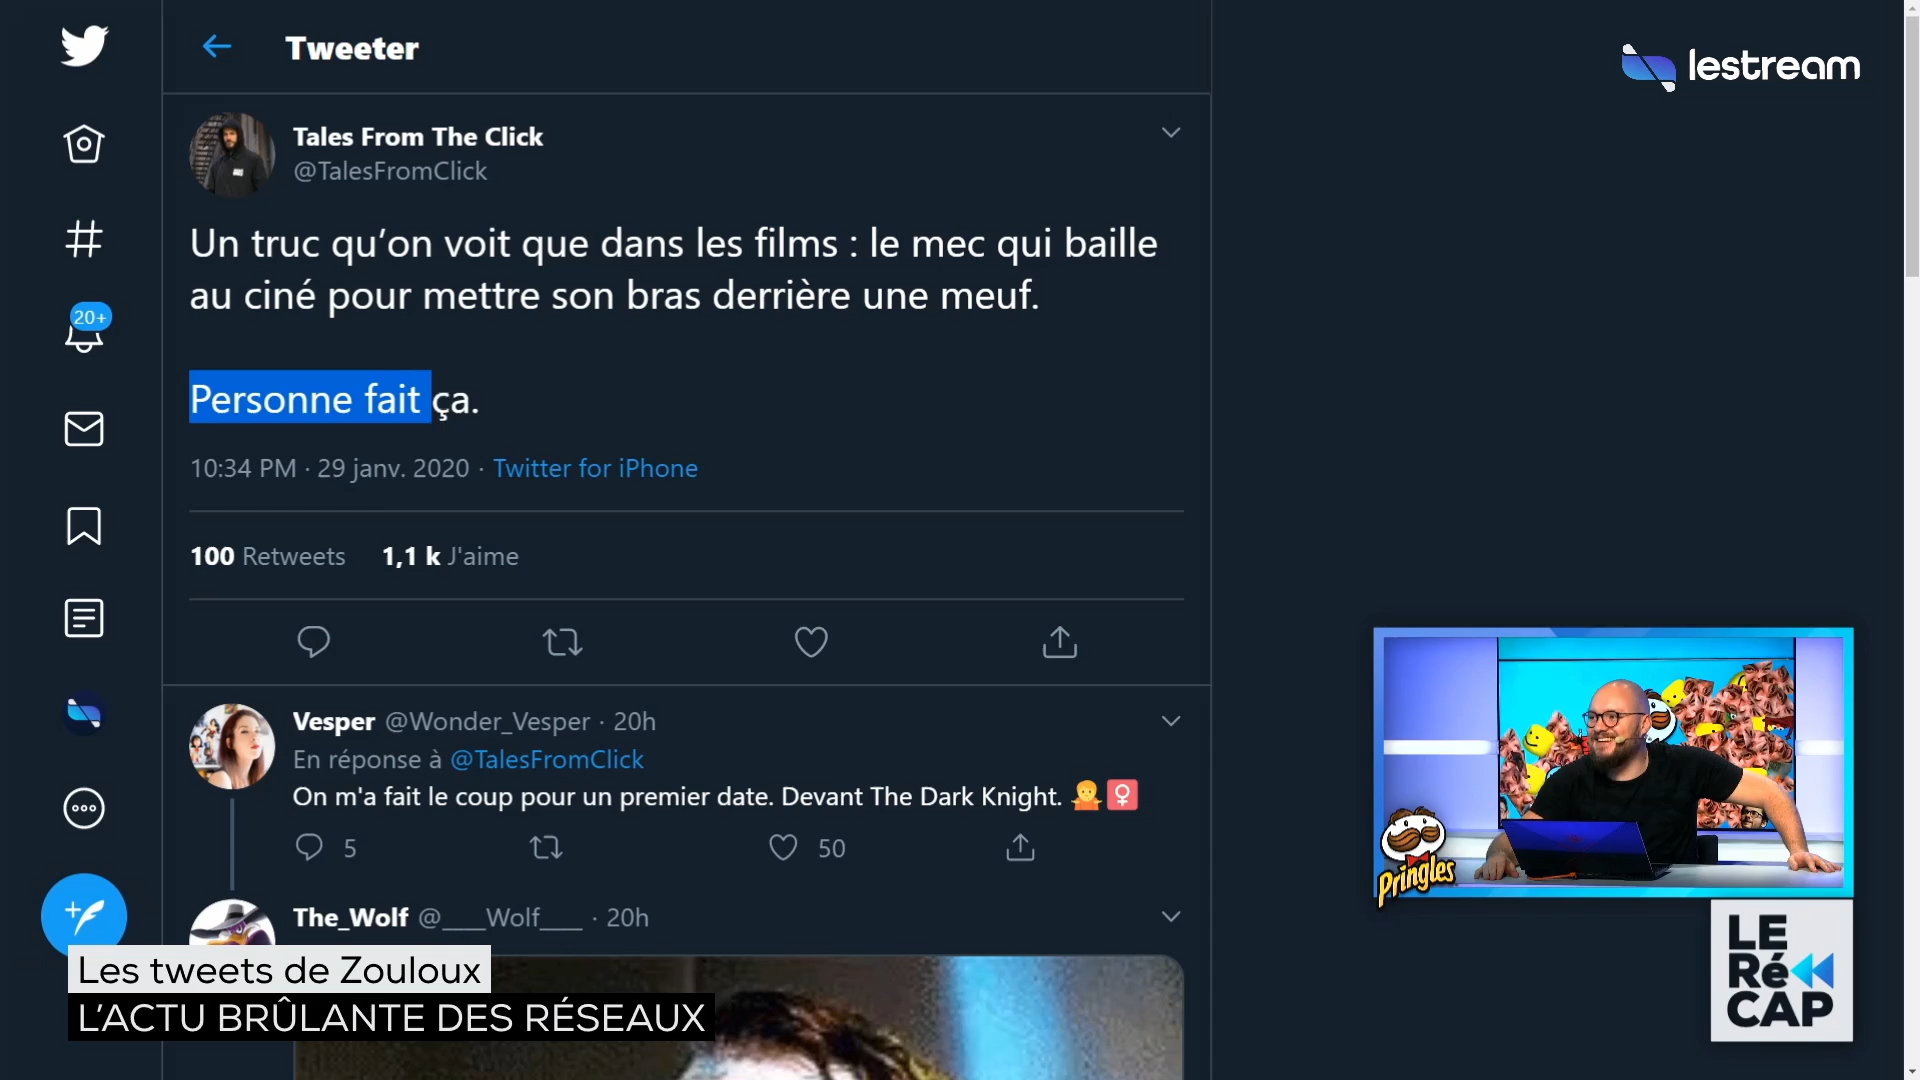 Tweeter
lestream
Tales From The Click
@TalesFromClick
Un truc qu’on voit que dans les films : le mec qui baille
au ciné pour mettre son bras derrière une meuf.
Personne fait ça.
10:34 PM · 29 janv. 2020 · Twitter for iPhone
100 Retweets 1,1 k J'aime
20+
Vesper @Wonder_Vesper · 20h
En réponse à @TalesFromClick
On m'a fait le coup pour un premier date. Devant The Dark Knight.
5 50
The_Wolf @____Wolf____ · 20h
Pringles
Les tweets de Zouloux
L’ACTU BRÛLANTE DES RÉSEAUX
LE
Ré
CAP